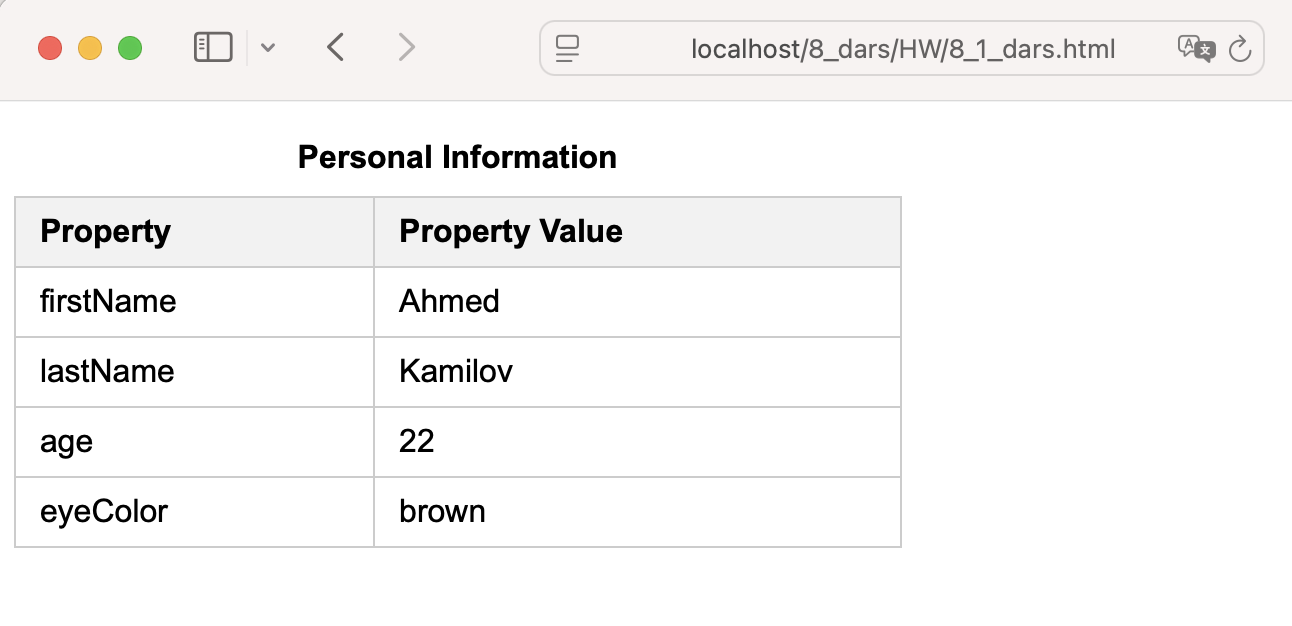 localhost/8_dars/HW/8_1_dars.html
Personal Information
Property Property Value
firstName Ahmed
lastName Kamilov
age 22
eyeColor brown